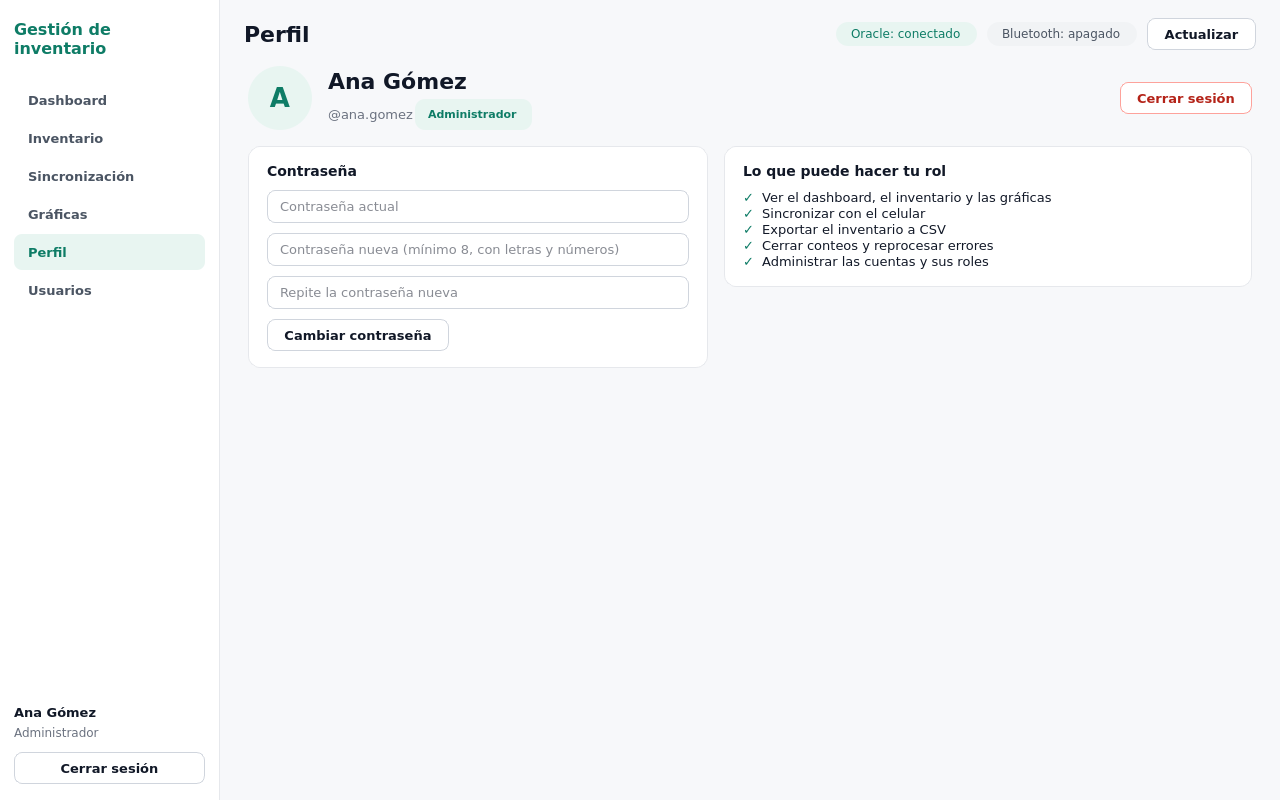 Gestión de
inventario
Dashboard
Inventario
Sincronización
Gráficas
Perfil
Usuarios
Ana Gómez
Administrador
Cerrar sesión
Perfil
Oracle: conectado
Bluetooth: apagado
Actualizar
A
Ana Gómez
@ana.gomez Administrador
Cerrar sesión
Contraseña
Contraseña actual
Contraseña nueva (mínimo 8, con letras y números)
Repite la contraseña nueva
Cambiar contraseña
Lo que puede hacer tu rol
✓ Ver el dashboard, el inventario y las gráficas
✓ Sincronizar con el celular
✓ Exportar el inventario a CSV
✓ Cerrar conteos y reprocesar errores
✓ Administrar las cuentas y sus roles